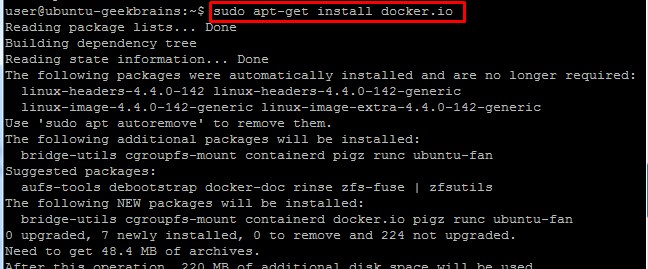 user@ubuntu-geekbrains:~$ sudo apt-get install docker.io
Reading package lists... Done
Building dependency tree
Reading state information... Done
The following packages were automatically installed and are no longer required:
linux-headers-4.4.0-142 linux-headers-4.4.0-142-generic
linux-image-4.4.0-142-generic linux-image-extra-4.4.0-142-generic
Use 'sudo apt autoremove' to remove them.
The following additional packages will be installed:
bridge-utils cgroupfs-mount containerd pigz runc ubuntu-fan
Suggested packages:
aufs-tools debootstrap docker-doc rinse zfs-fuse | zfsutils
The following NEW packages will be installed:
bridge-utils cgroupfs-mount containerd docker.io pigz runc ubuntu-fan
0 upgraded, 7 newly installed, 0 to remove and 224 not upgraded.
Need to get 48.4 MB of archives.
After this operation, 220 MB of additional disk space will be used